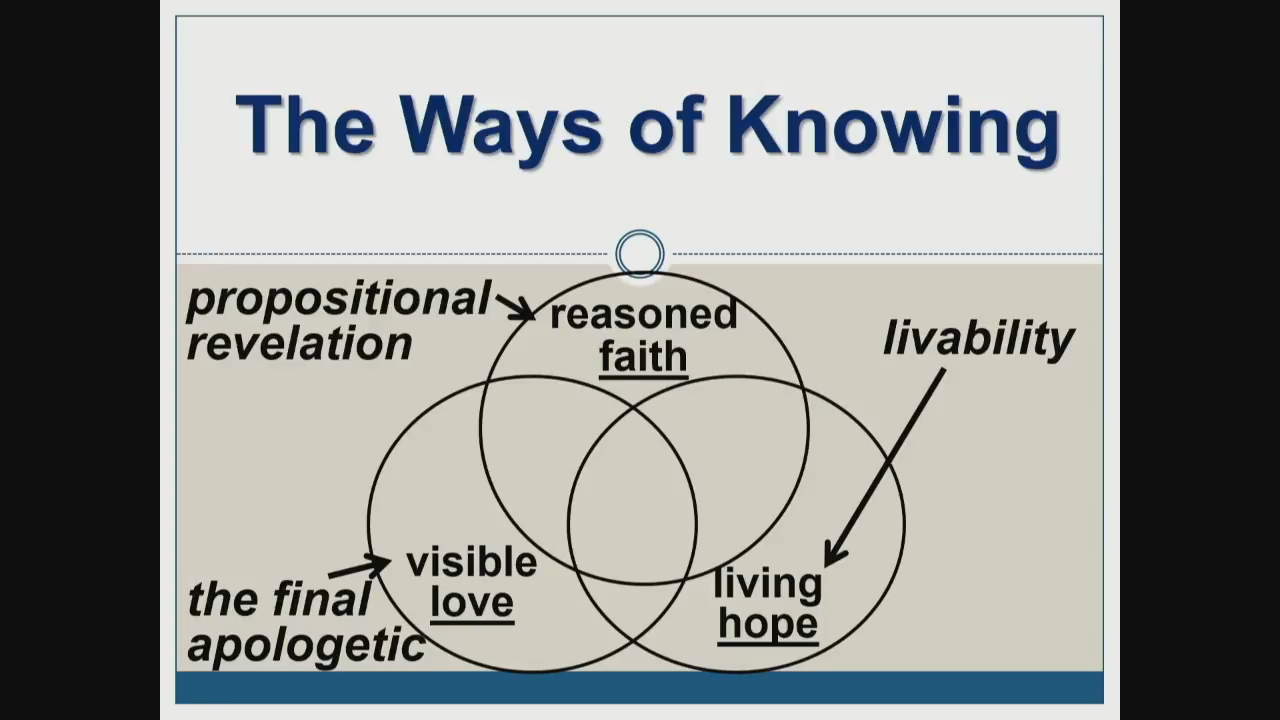 The Ways of Knowing
propositional
revelation
reasoned
faith
livability
visible
love
living
hope
the final
apologetic